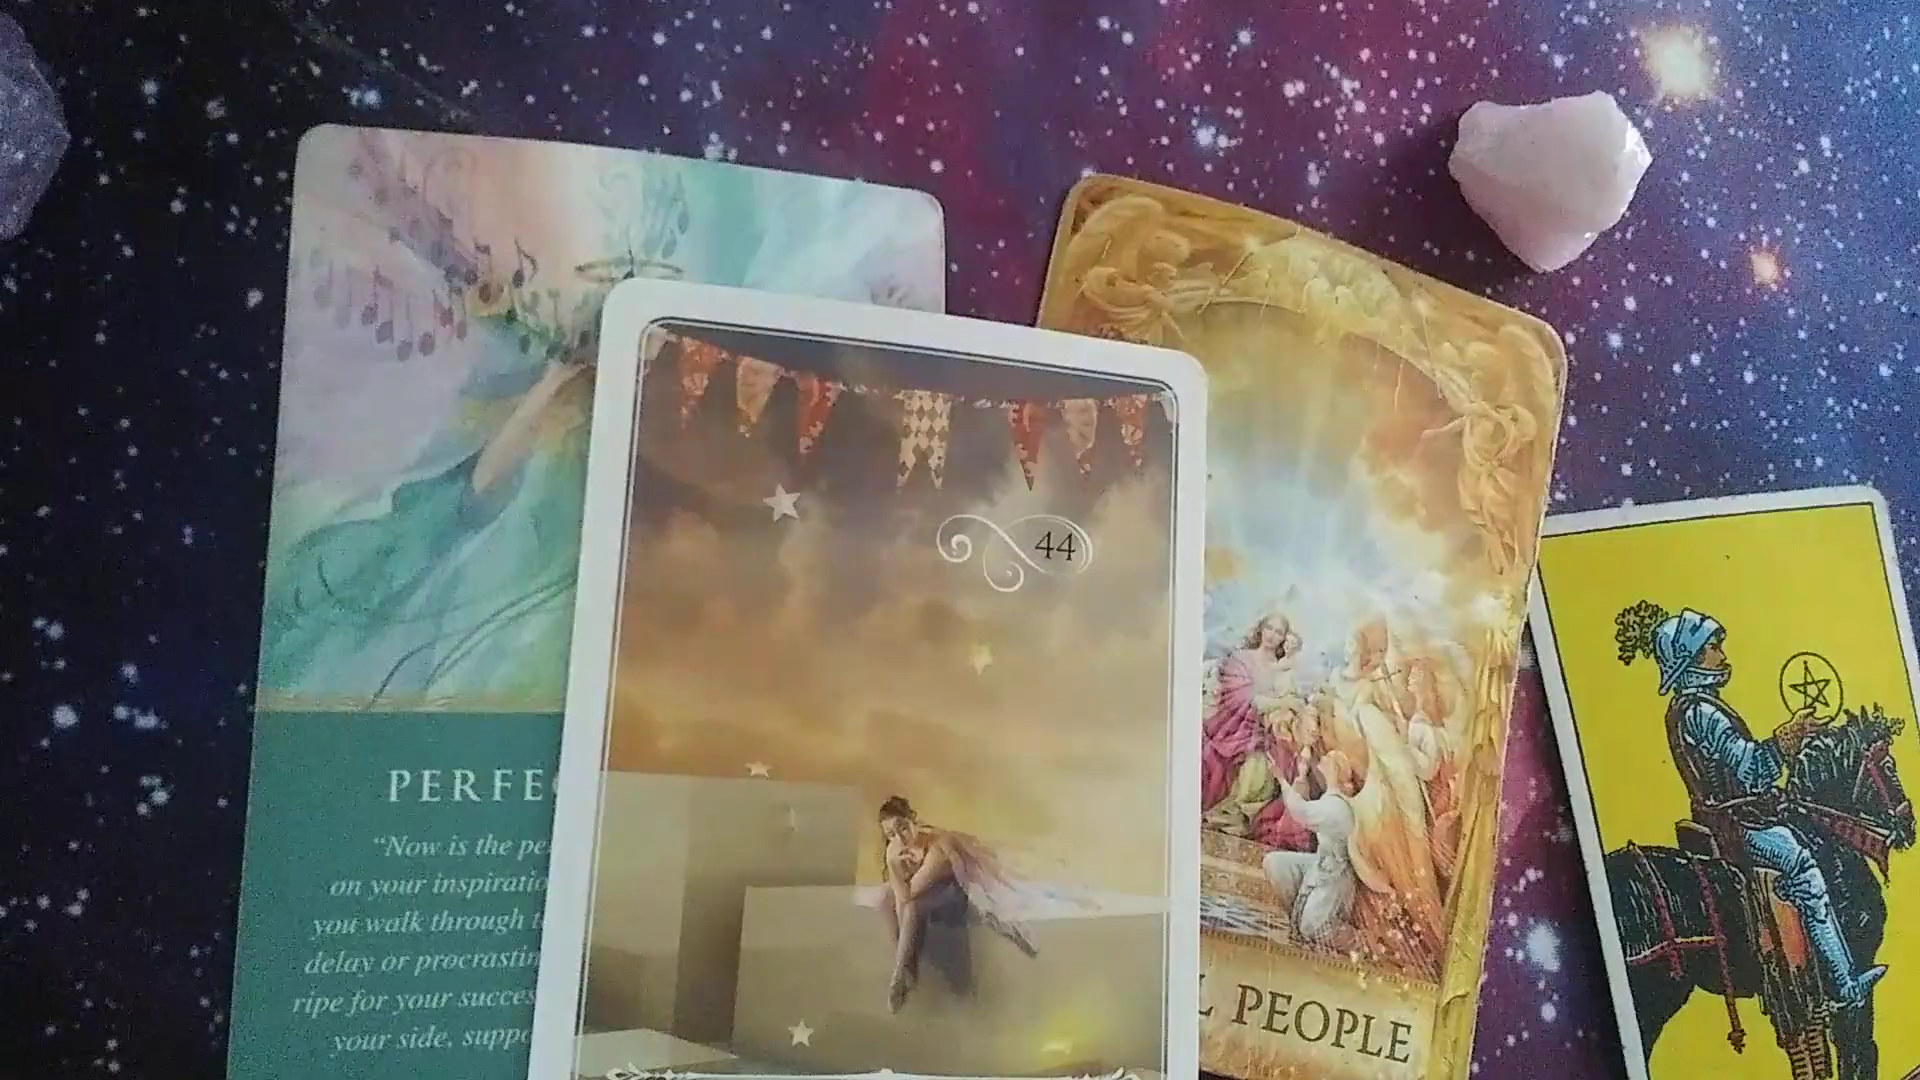 44
PERFE
"Now is the pe
on your inspiratio
you walk through t
delay or procrastin
ripe for your succes
your side, suppo
L PEOPLE